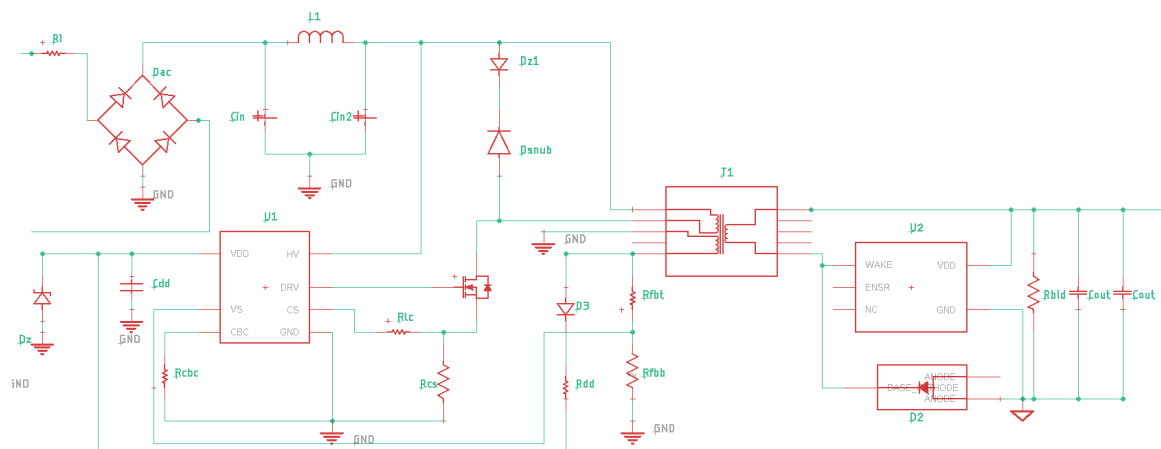 R1
L1
Dac
Cin
Cin2
Dz1
Dsnub
GND
GND
T1
U1
GND
U2
VDD
HV
WAKE
VDD
Cdd
DRV
ENSR
Rfbt
D3
Rbld
Cout
Cout
VS
CS
Rlc
NC
GND
Dz
GND
CBC
GND
Rcbc
Rcs
Rdd
Rfbb
ANODE
BASE_CATHODE
ANODE
D2
GND
GND